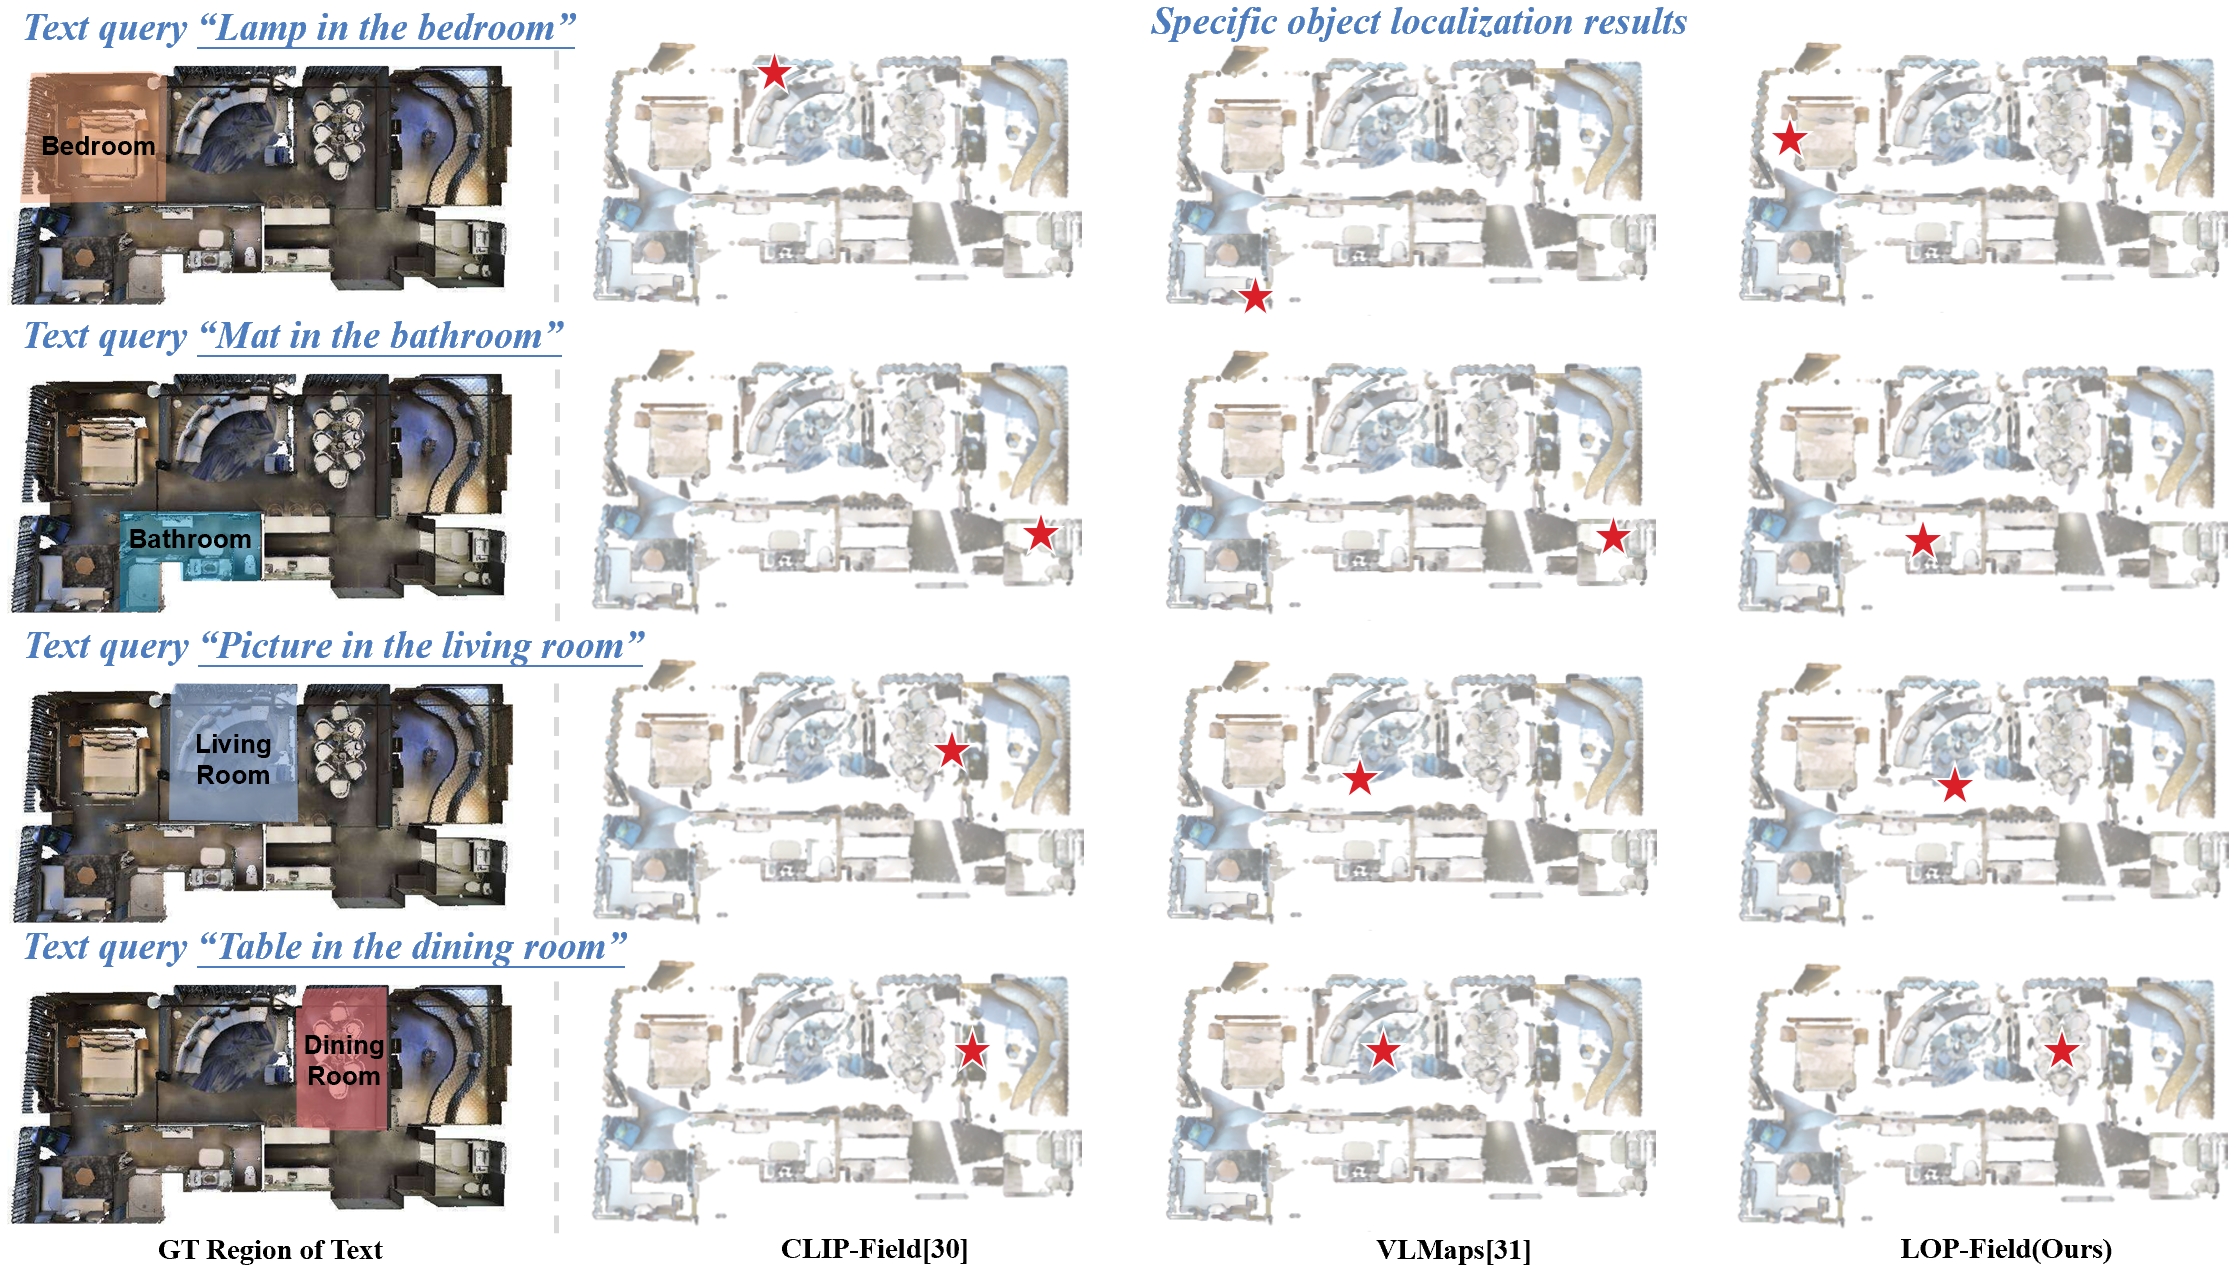 Text query “Lamp in the bedroom”
Specific object localization results
Bedroom
Text query “Mat in the bathroom”
Bathroom
Text query “Picture in the living room”
Living
Room
Text query “Table in the dining room”
Dining
Room
GT Region of Text
CLIP-Field[30]
VLMaps[31]
LOP-Field(Ours)